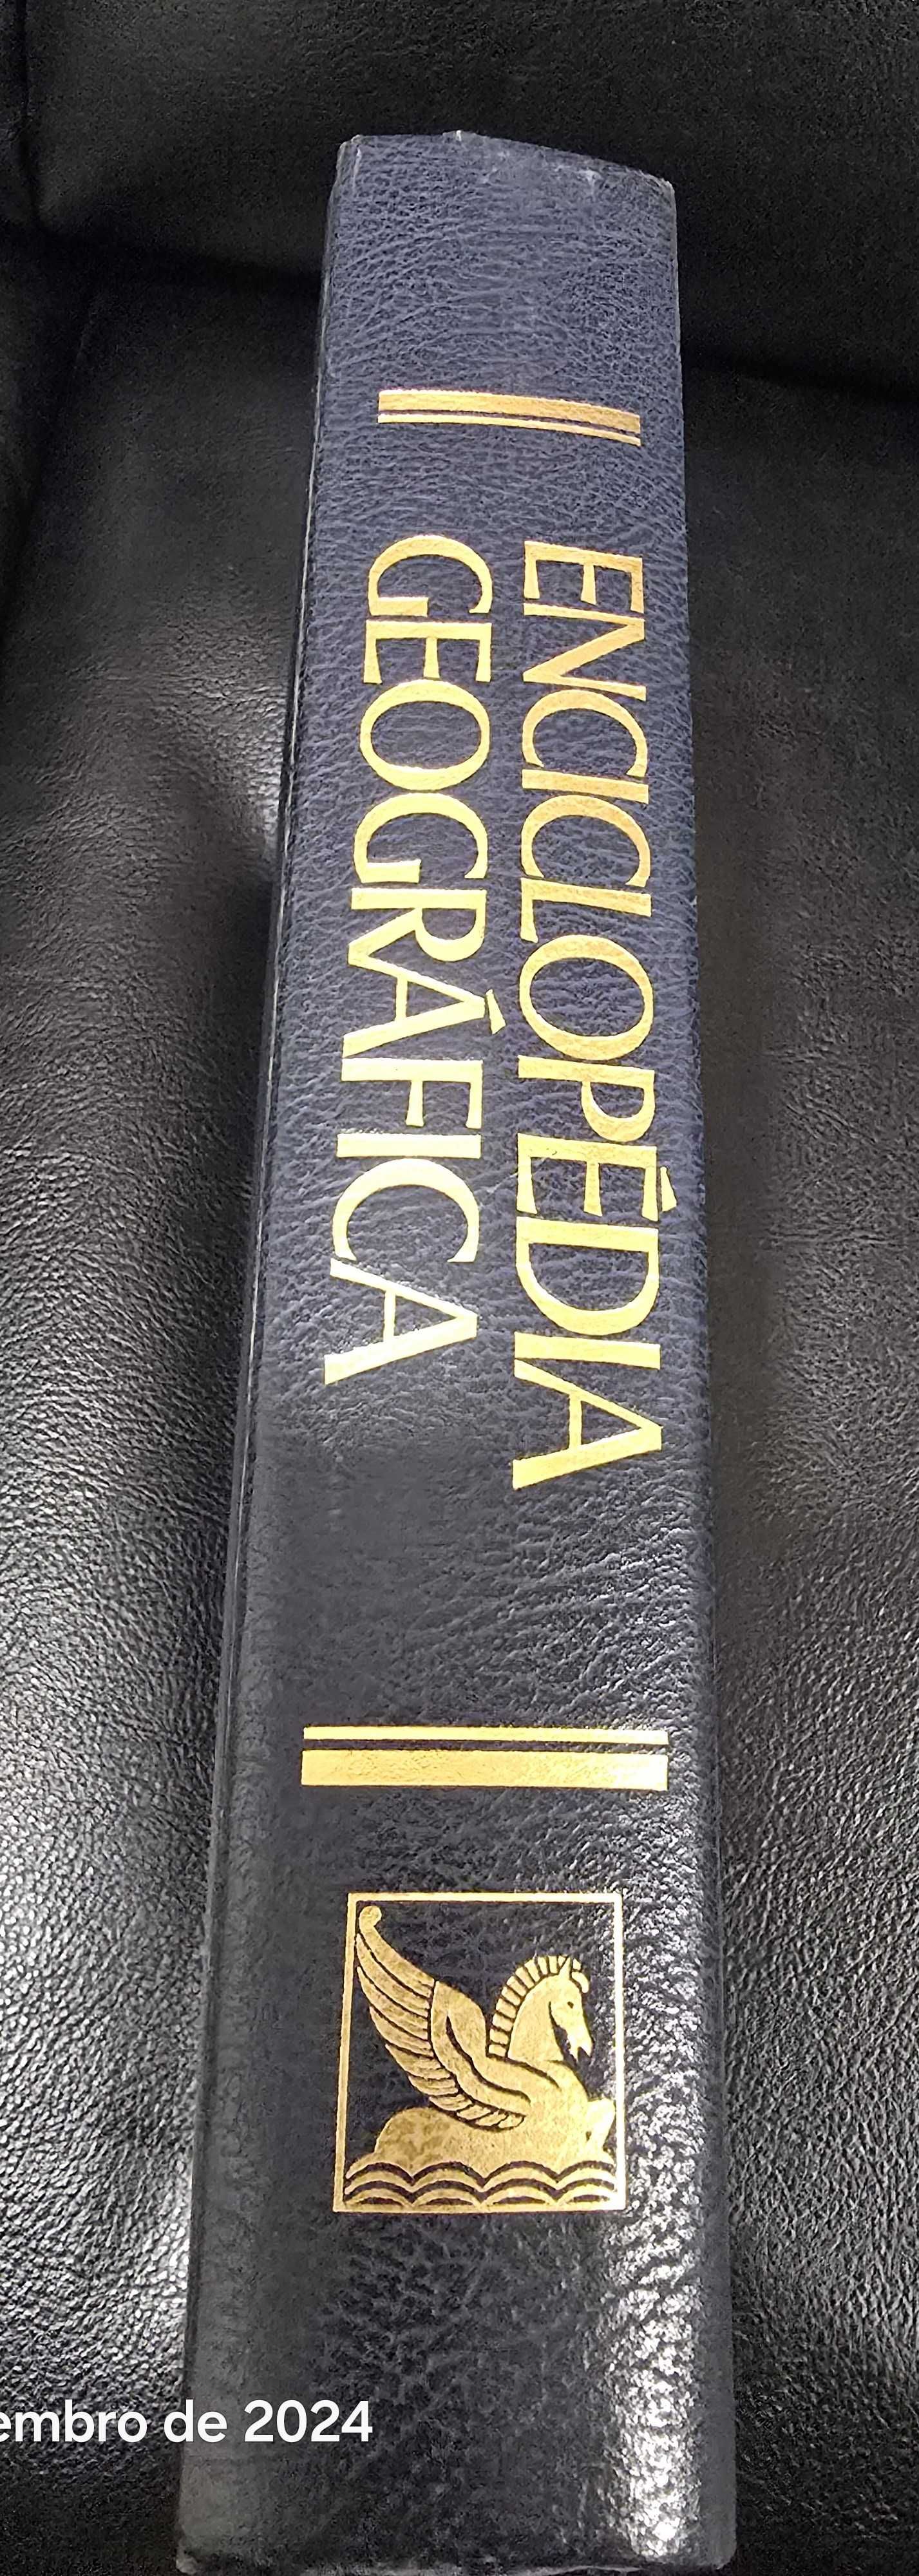 ENCICLOPÉDIA
GEOGRÁFICA
embro de 2024